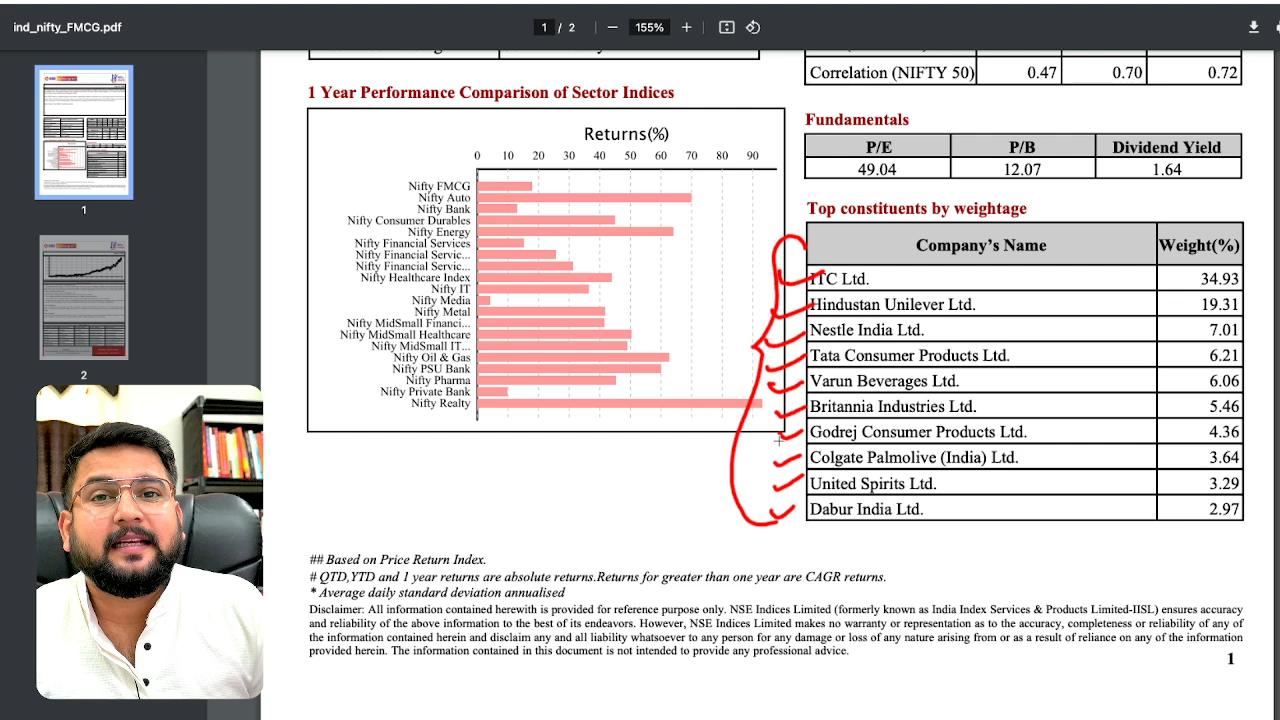 ind_nifty_FMCG.pdf
1 / 2
155%
1
2
Correlation (NIFTY 50) 0.47 0.70 0.72
1 Year Performance Comparison of Sector Indices
Returns(%)
0 10 20 30 40 50 60 70 80 90
Nifty FMCG
Nifty Auto
Nifty Bank
Nifty Consumer Durables
Nifty Energy
Nifty Financial Services
Nifty Financial Servic...
Nifty Financial Servic...
Nifty Healthcare Index
Nifty IT
Nifty Media
Nifty Metal
Nifty MidSmall Financi...
Nifty MidSmall Healthcare
Nifty MidSmall IT...
Nifty Oil & Gas
Nifty PSU Bank
Nifty Pharma
Nifty Private Bank
Nifty Realty
Fundamentals
P/E P/B Dividend Yield
49.04 12.07 1.64
Top constituents by weightage
Company's Name Weight(%)
ITC Ltd. 34.93
Hindustan Unilever Ltd. 19.31
Nestle India Ltd. 7.01
Tata Consumer Products Ltd. 6.21
Varun Beverages Ltd. 6.06
Britannia Industries Ltd. 5.46
Godrej Consumer Products Ltd. 4.36
Colgate Palmolive (India) Ltd. 3.64
United Spirits Ltd. 3.29
Dabur India Ltd. 2.97
## Based on Price Return Index.
# QTD,YTD and 1 year returns are absolute returns.Returns for greater than one year are CAGR returns.
* Average daily standard deviation annualised
Disclaimer: All information contained herewith is provided for reference purpose only. NSE Indices Limited (formerly known as India Index Services & Products Limited-IISL) ensures accuracy
and reliability of the above information to the best of its endeavors. However, NSE Indices Limited makes no warranty or representation as to the accuracy, completeness or reliability of any of
the information contained herein and disclaim any and all liability whatsoever to any person for any damage or loss of any nature arising from or as a result of reliance on any of the information
provided herein. The information contained in this document is not intended to provide any professional advice.
1